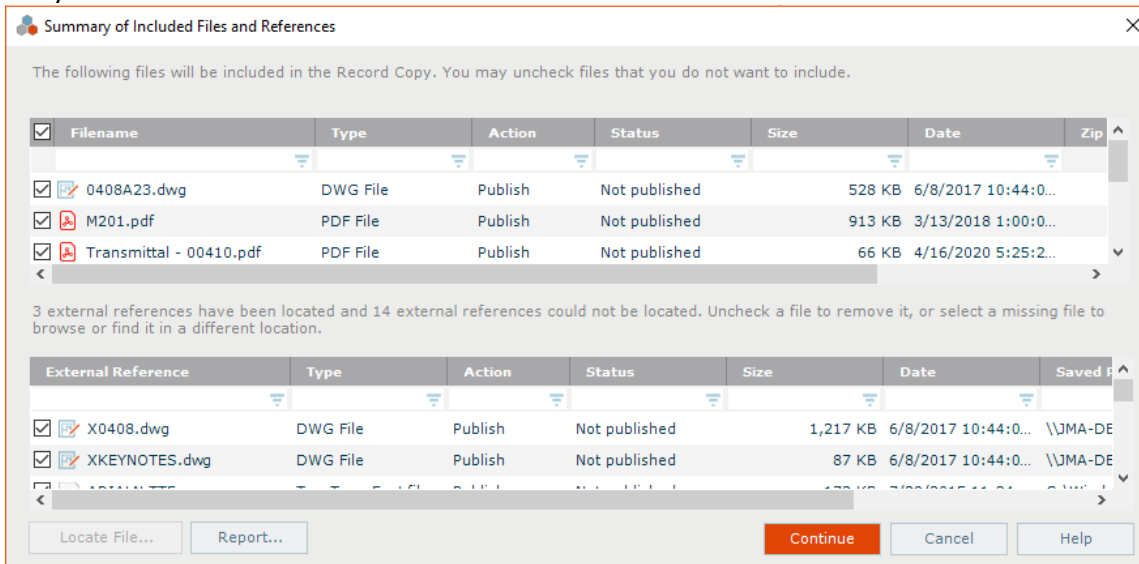 Summary of Included Files and References
The following files will be included in the Record Copy. You may uncheck files that you do not want to include.
Filename Type Action Status Size Date Zip
0408A23.dwg DWG File Publish Not published 528 KB 6/8/2017 10:44:0...
M201.pdf PDF File Publish Not published 913 KB 3/13/2018 1:00:0...
Transmittal - 00410.pdf PDF File Publish Not published 66 KB 4/16/2020 5:25:2...
3 external references have been located and 14 external references could not be located. Uncheck a file to remove it, or select a missing file to
browse or find it in a different location.
External Reference Type Action Status Size Date Saved
X0408.dwg DWG File Publish Not published 1,217 KB 6/8/2017 10:44:0... \\JMA-DE
XKEYNOTES.dwg DWG File Publish Not published 87 KB 6/8/2017 10:44:0... \\JMA-DE
Locate File... Report... Continue Cancel Help